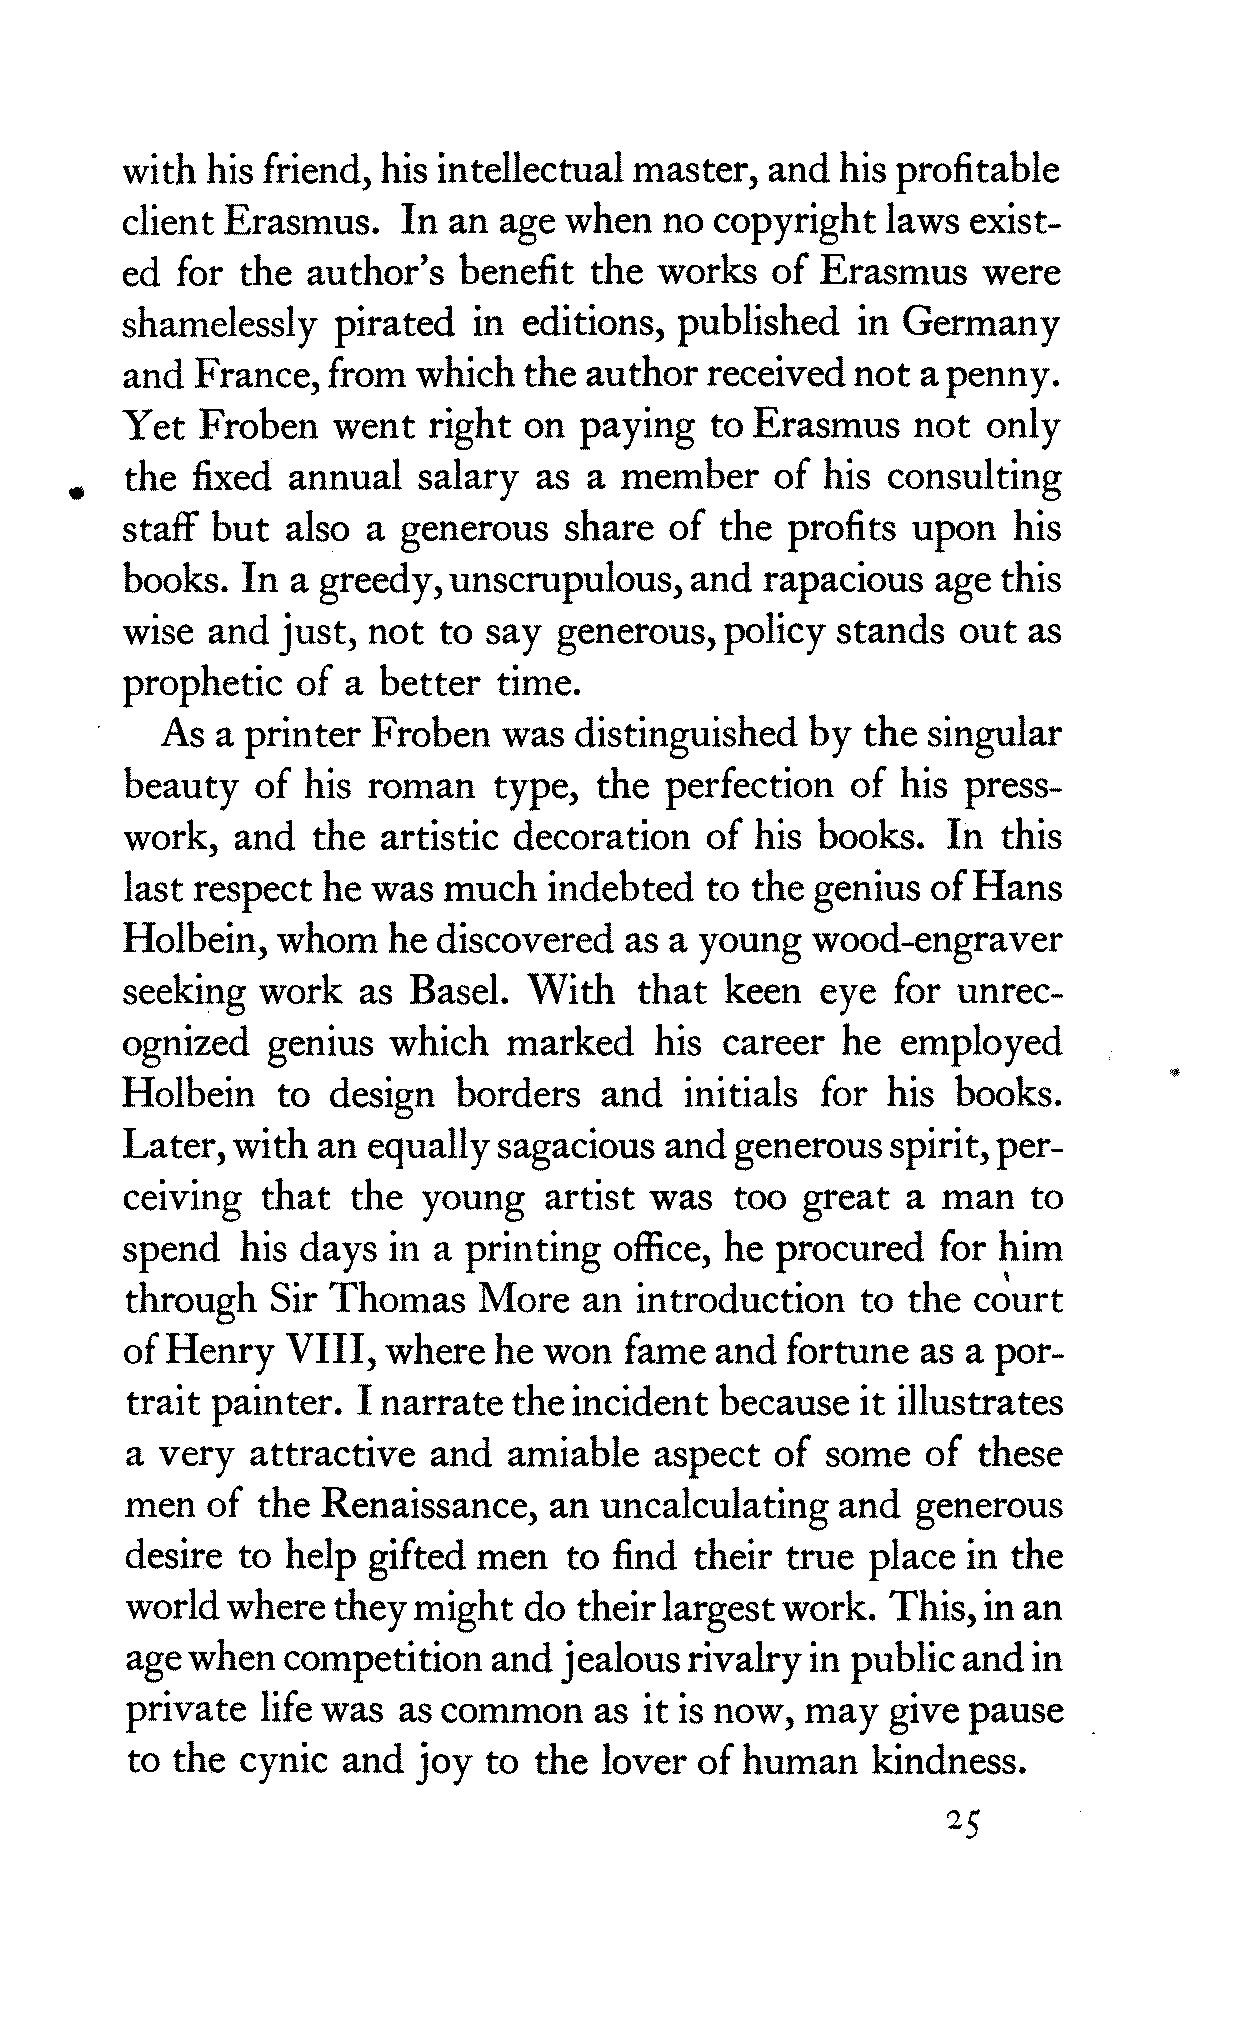 with his friend, his intellectual master, and his profitable
client Erasmus. In an age when no copyright laws exist-
ed for the author's benefit the works of Erasmus were
shamelessly pirated in editions, published in Germany
and France, from which the author received not a penny.
Yet Froben went right on paying to Erasmus not only
the fixed annual salary as a member of his consulting
staff but also a generous share of the profits upon his
books. In a greedy, unscrupulous, and rapacious age this
wise and just, not to say generous, policy stands out as
prophetic of a better time.
As a printer Froben was distinguished by the singular
beauty of his roman type, the perfection of his press-
work, and the artistic decoration of his books. In this
last respect he was much indebted to the genius of Hans
Holbein, whom he discovered as a young wood-engraver
seeking work as Basel. With that keen eye for unrec-
ognized genius which marked his career he employed
Holbein to design borders and initials for his books.
Later, with an equally sagacious and generous spirit, per-
ceiving that the young artist was too great a man to
spend his days in a printing office, he procured for him
through Sir Thomas More an introduction to the court
of Henry VIII, where he won fame and fortune as a por-
trait painter. I narrate the incident because it illustrates
a very attractive and amiable aspect of some of these
men of the Renaissance, an uncalculating and generous
desire to help gifted men to find their true place in the
world where they might do their largest work. This, in an
age when competition and jealous rivalry in public and in
private life was as common as it is now, may give pause
to the cynic and joy to the lover of human kindness.
25